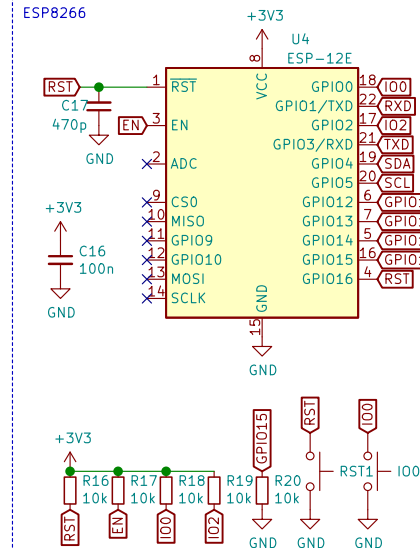 ESP8266
+3V3
U4
ESP-12E
8
VCC
RST 1 RST
C17
470p
GND
EN 3 EN
2 ADC
9 CS0
10 MISO
11 GPIO9
12 GPIO10
13 MOSI
14 SCLK
GPIO0 18 IO0
GPIO1/TXD 22 RXD
GPIO2 17 IO2
GPIO3/RXD 21 TXD
GPIO4 19 SDA
GPIO5 20 SCL
GPIO12 6 GPIO1
GPIO13 7 GPIO1
GPIO14 5 GPIO1
GPIO15 16 GPIO1
GPIO16 4 RST
GND
15
GND
+3V3
C16
100n
GND
+3V3
R16
10k
RST
R17
10k
EN
R18
10k
IO0
R19
10k
IO2
GPIO15
R20
10k
GND
RST
RST1
GND
IO0
IO0
GND